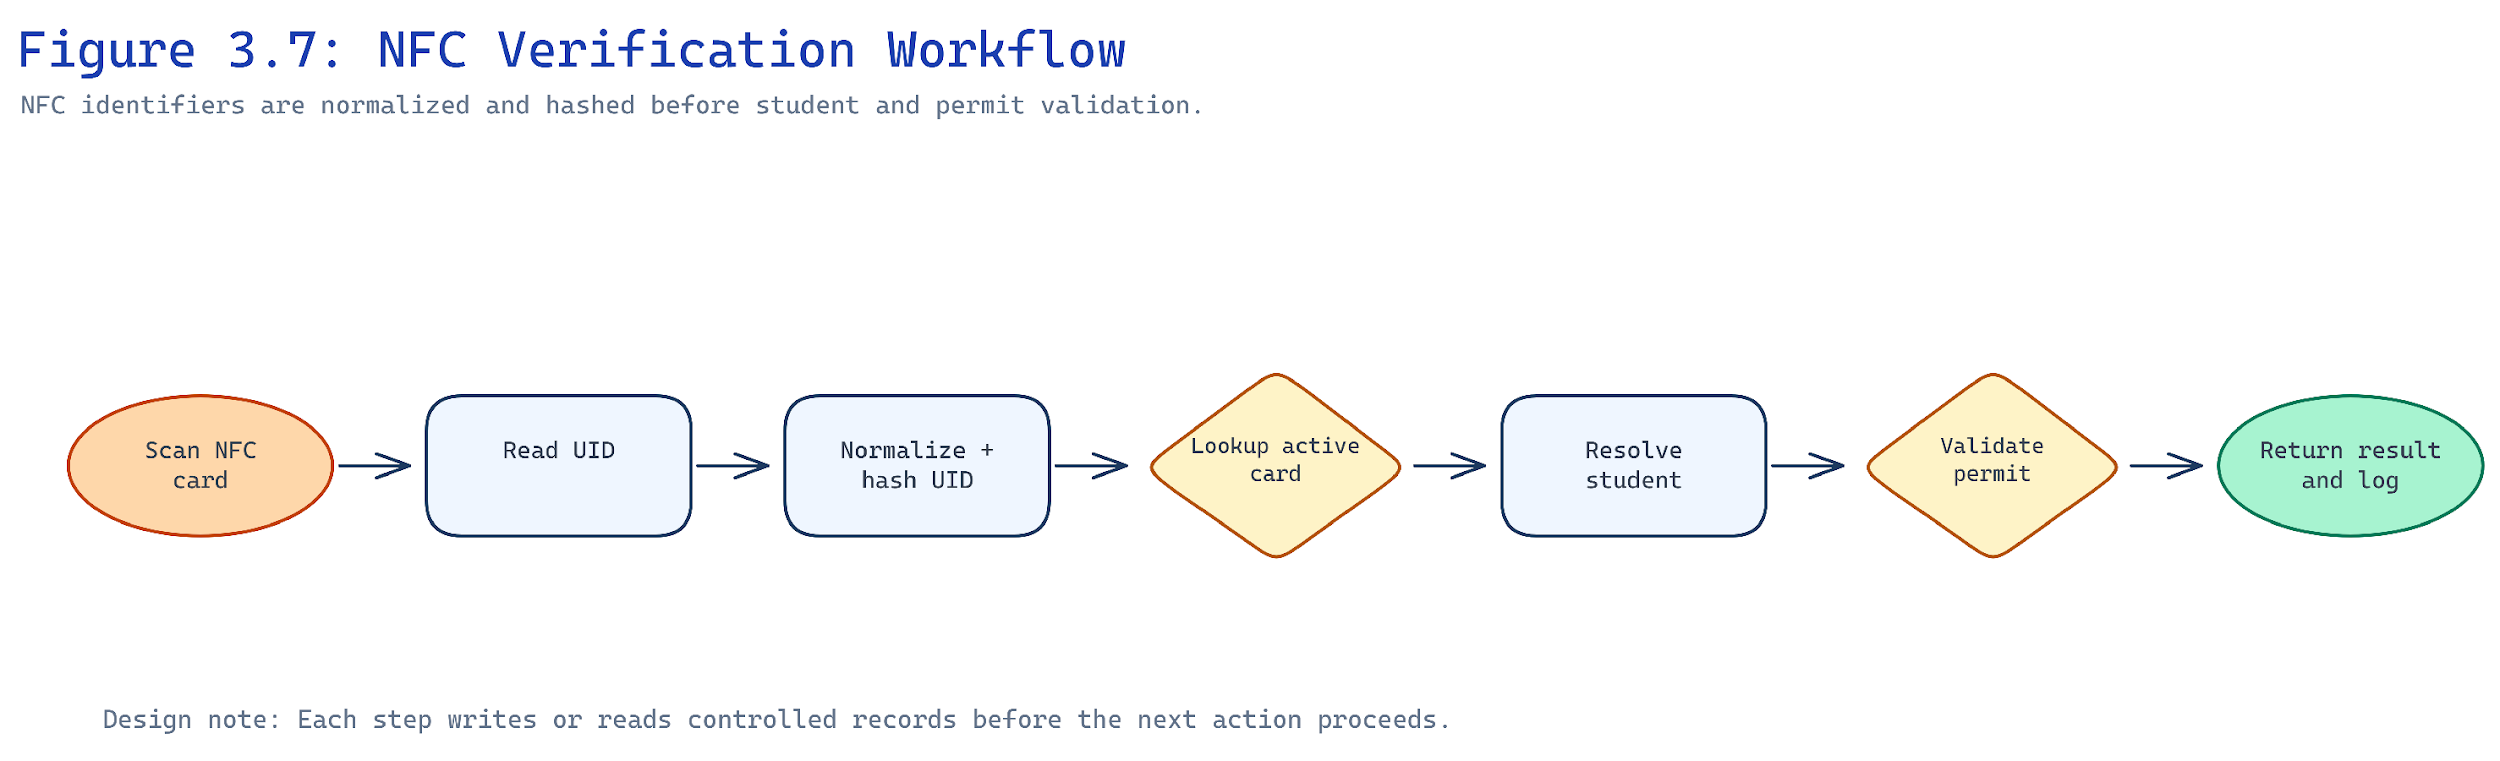 Figure 3.7: NFC Verification Workflow
NFC identifiers are normalized and hashed before student and permit validation.
Scan NFC
card
Read UID
Normalize +
hash UID
Lookup active
card
Resolve
student
Validate
permit
Return result
and log
Design note: Each step writes or reads controlled records before the next action proceeds.